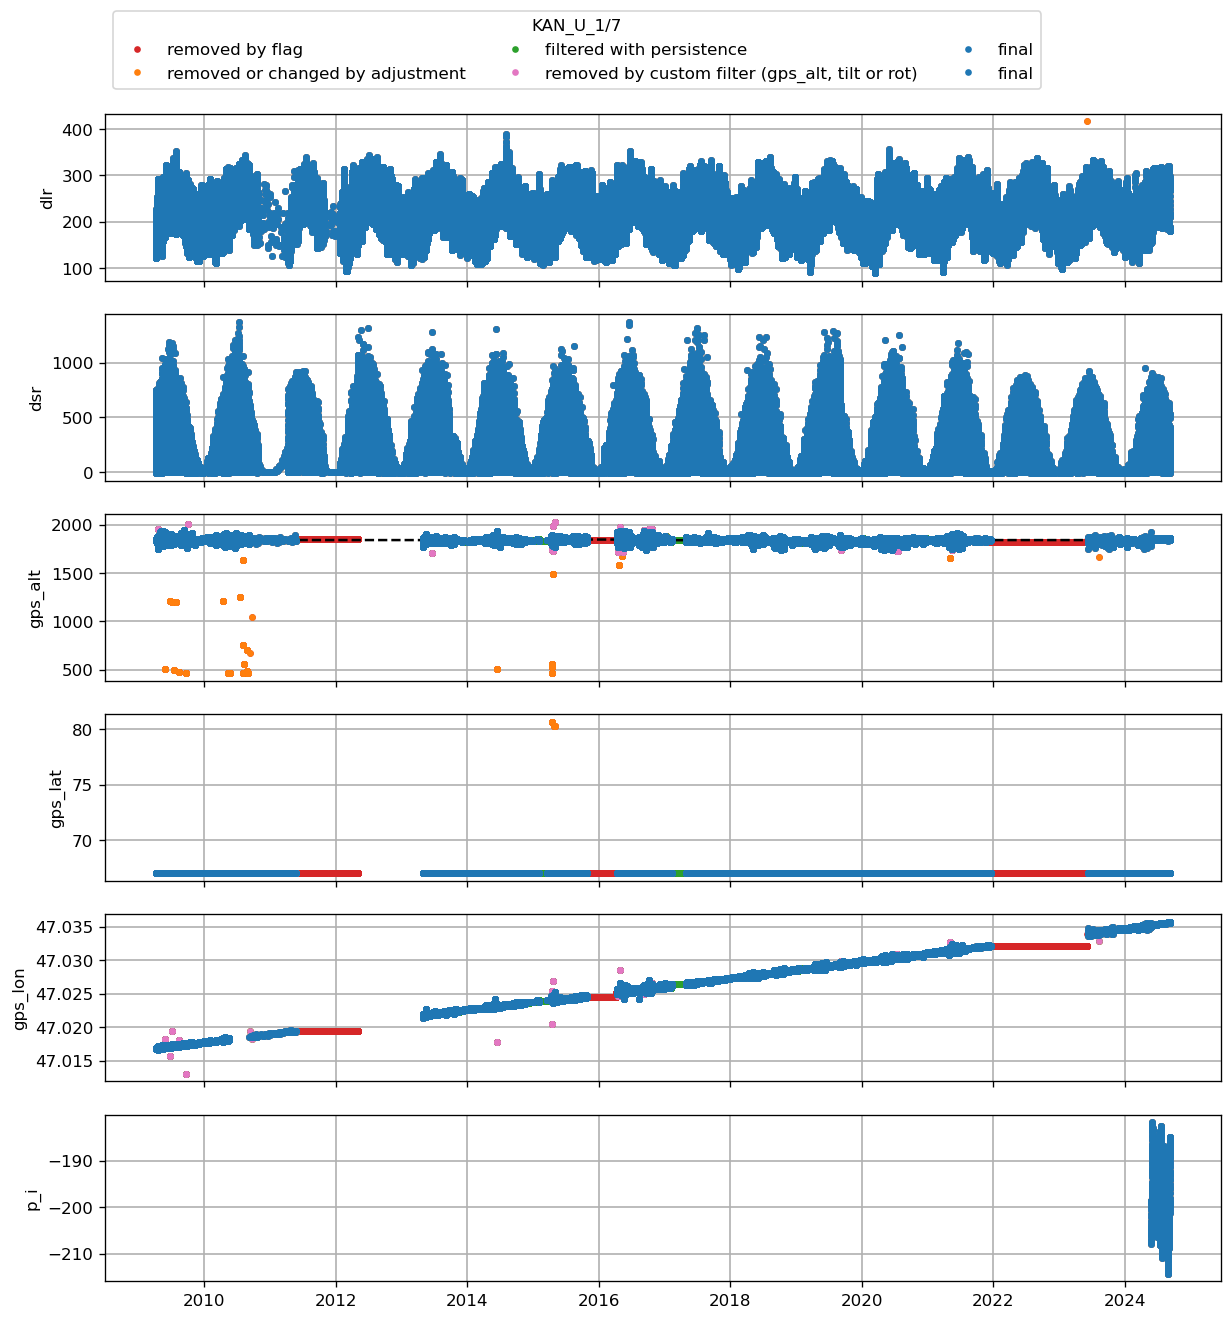 KAN_U_1/7
removed by flag
filtered with persistence
final
removed or changed by adjustment
removed by custom filter (gps_alt, tilt or rot)
final
400
300
200
100
dlr
1000
500
0
dsr
2000
1500
1000
500
gps_alt
80
75
70
gps_lat
47.035
47.030
47.025
47.020
47.015
gps_lon
−190
−200
−210
p_i
2010 2012 2014 2016 2018 2020 2022 2024